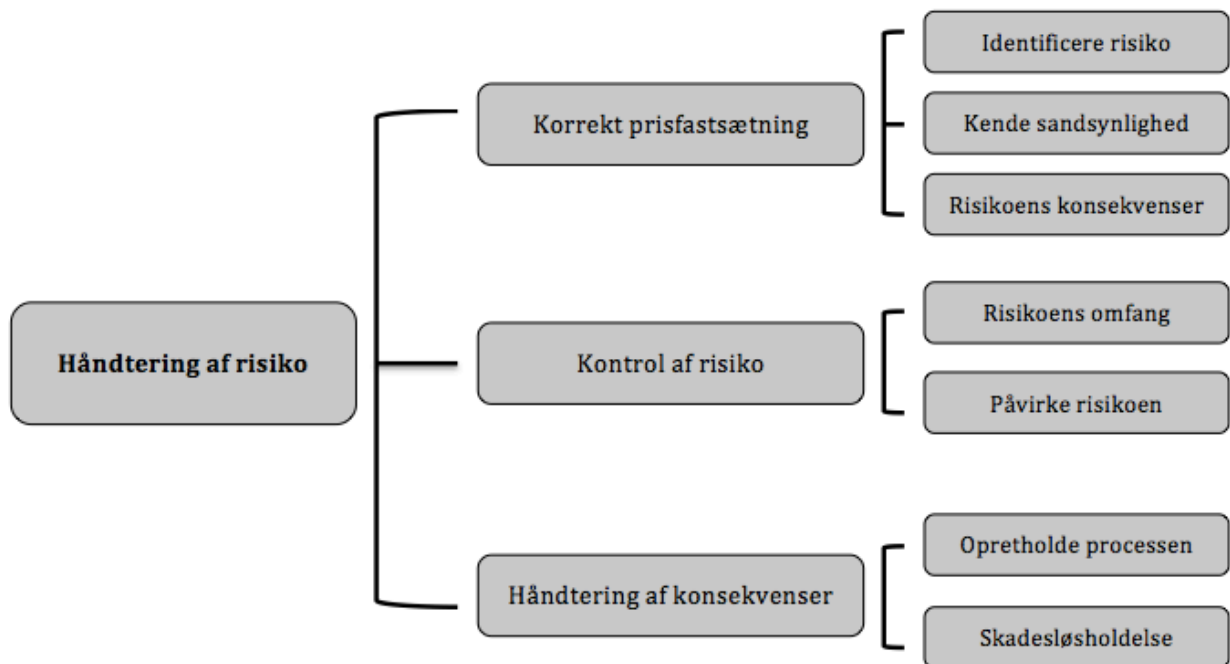 Håndtering af risiko
Korrekt prisfastsætning
Identificere risiko
Kende sandsynlighed
Risikoens konsekvenser
Kontrol af risiko
Risikoens omfang
Påvirke risikoen
Håndtering af konsekvenser
Opretholde processen
Skadesløsholdelse